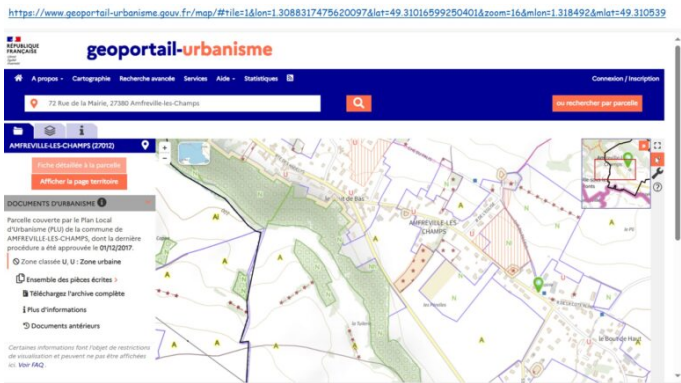 https://www.geoportail-urbanisme.gouv.fr/map/#tile=1&lon=1.3088317475620097&lat=49.31016599250401&zoom=16&mlon=1.318492&mlat=49.310539
RÉPUBLIQUE
FRANÇAISE
geoportail-urbanisme
A propos Cartographie Recherche avancée Services Aide Statistiques
Connexion / Inscription
72 Rue de la Mairie, 27380 Amfreville-les-Champs
ou rechercher par parcelle
AMFREVILLE-LES-CHAMPS (27012)
Fiche détaillée à la parcelle
Afficher la page territoire
DOCUMENTS D'URBANISME
Parcelle couverte par le Plan Local
d'Urbanisme (PLU) de la commune de
AMFREVILLE-LES-CHAMPS, dont la dernière
procédure a été approuvée le 01/12/2017.
Zone classée U, U : Zone urbaine
Ensemble des pièces écrites >
Téléchargez l'archive complète
Plus d'informations
Documents antérieurs
Certaines informations font l'objet de restrictions
de visualisation et peuvent ne pas être affichées
ici. Voir FAQ.
AMFREVILLE-LES-
CHAMPS
le Bout de Haut